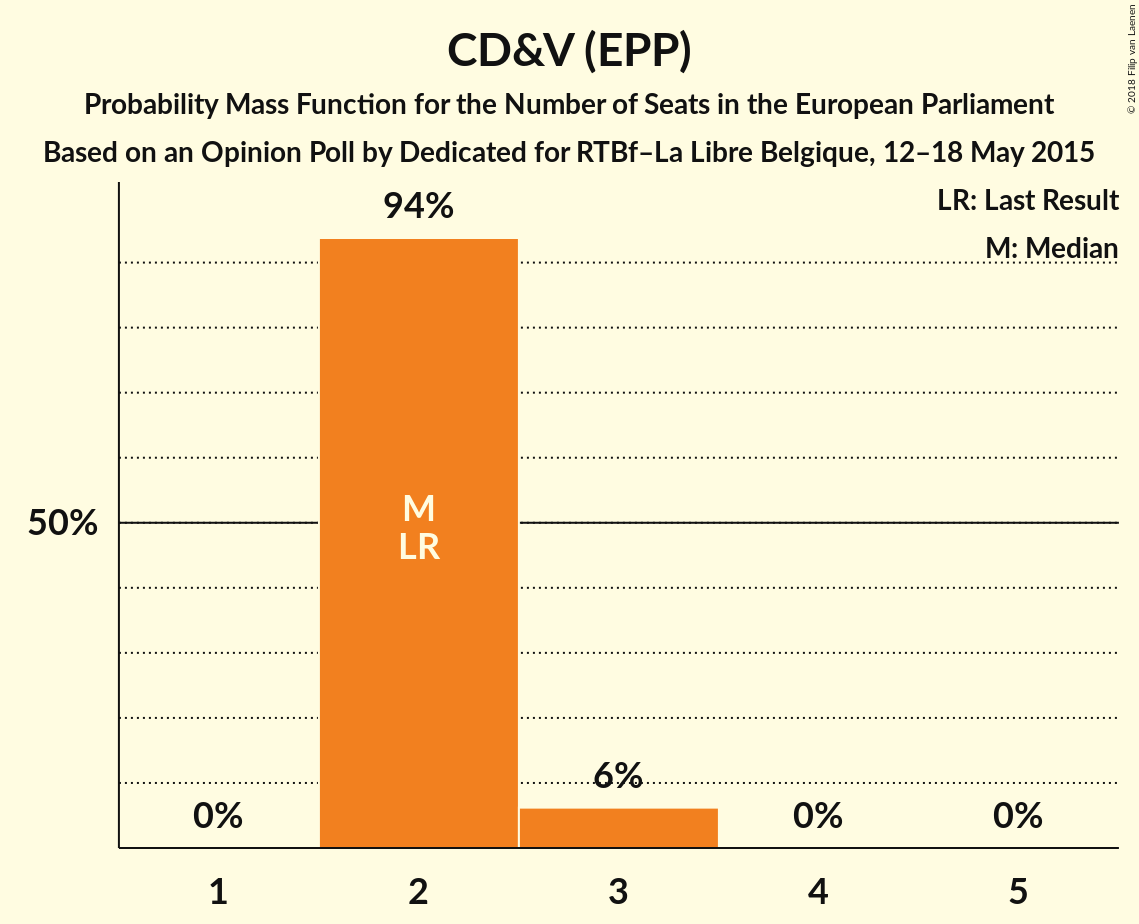 CD&V (EPP)
Probability Mass Function for the Number of Seats in the European Parliament
Based on an Opinion Poll by Dedicated for RTBf–La Libre Belgique, 12–18 May 2015
© 2018 Filip van Laenen
LR: Last Result
M: Median
94%
50%
M
LR
6%
0%
0%
0%
1
2
3
4
5